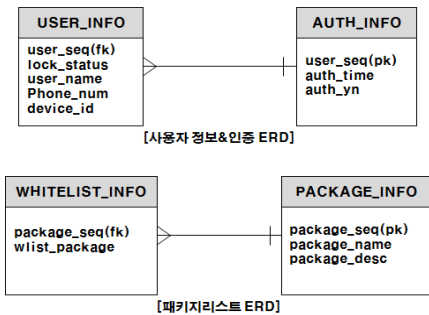 USER_INFO
user_seq(fk)
lock_status
user_name
Phone_num
device_id
AUTH_INFO
user_seq(pk)
auth_time
auth_yn
[사용자 정보&인증 ERD]
WHITELIST_INFO
package_seq(fk)
wlist_package
PACKAGE_INFO
package_seq(pk)
package_name
package_desc
[패키지리스트 ERD]